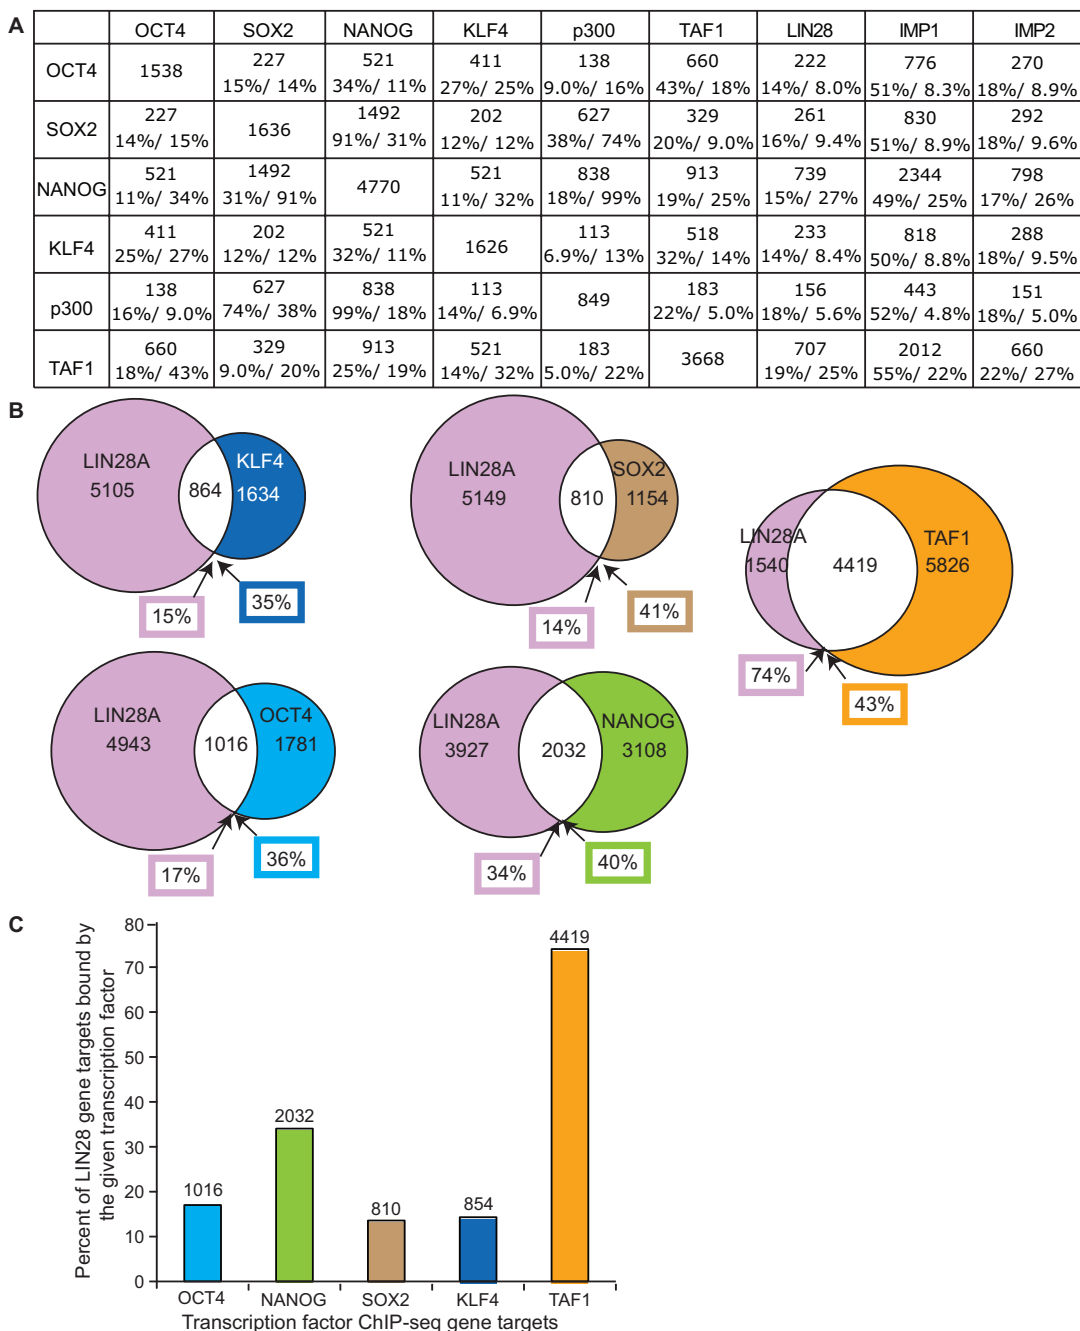 A
OCT4 SOX2 NANOG KLF4 p300 TAF1 LIN28 IMP1 IMP2
OCT4 1538 227 521 411 138 660 222 776 270
15%/ 14% 34%/ 11% 27%/ 25% 9.0%/ 16% 43%/ 18% 14%/ 8.0% 51%/ 8.3% 18%/ 8.9%
SOX2 227 1636 1492 202 627 329 261 830 292
14%/ 15% 91%/ 31% 12%/ 12% 38%/ 74% 20%/ 9.0% 16%/ 9.4% 51%/ 8.9% 18%/ 9.6%
NANOG 521 1492 4770 521 838 913 739 2344 798
11%/ 34% 31%/ 91% 11%/ 32% 18%/ 99% 19%/ 25% 15%/ 27% 49%/ 25% 17%/ 26%
KLF4 411 202 521 1626 113 518 233 818 288
25%/ 27% 12%/ 12% 32%/ 11% 6.9%/ 13% 32%/ 14% 14%/ 8.4% 50%/ 8.8% 18%/ 9.5%
p300 138 627 838 113 849 183 156 443 151
16%/ 9.0% 74%/ 38% 99%/ 18% 14%/ 6.9% 22%/ 5.0% 18%/ 5.6% 52%/ 4.8% 18%/ 5.0%
TAF1 660 329 913 521 183 3668 707 2012 660
18%/ 43% 9.0%/ 20% 25%/ 19% 14%/ 32% 5.0%/ 22% 19%/ 25% 55%/ 22% 22%/ 27%
B
LIN28A
5105
864
KLF4
1634
15%
35%
LIN28A
5149
810
SOX2
1154
14%
41%
LIN28A
1540
4419
TAF1
5826
74%
43%
LIN28A
4943
1016
OCT4
1781
17%
36%
LIN28A
3927
2032
NANOG
3108
34%
40%
C
Percent of LIN28 gene targets bound by
the given transcription factor
80
70
60
50
40
30
20
10
0
1016
2032
810
854
4419
OCT4 NANOG SOX2 KLF4 TAF1
Transcription factor ChIP-seq gene targets